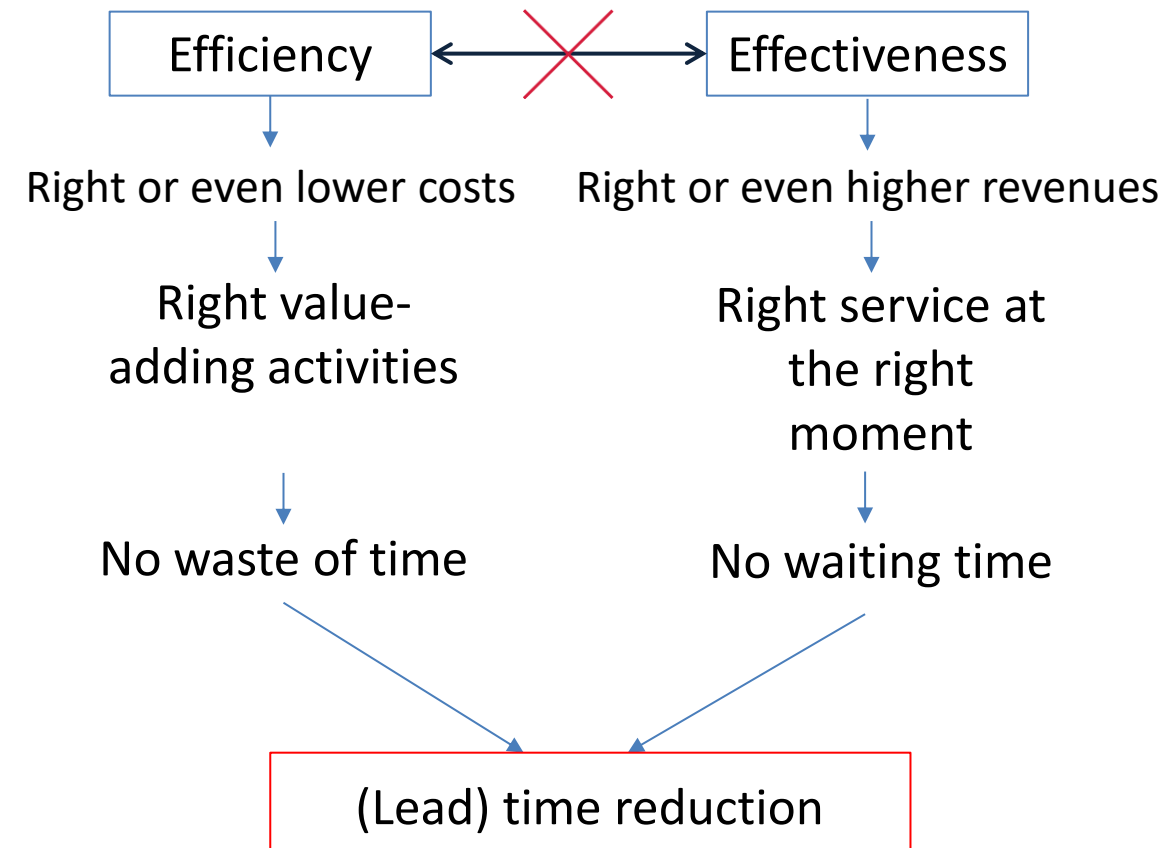 Efficiency
Effectiveness
Right or even lower costs
Right or even higher revenues
Right value-
adding activities
Right service at
the right
moment
No waste of time
No waiting time
(Lead) time reduction